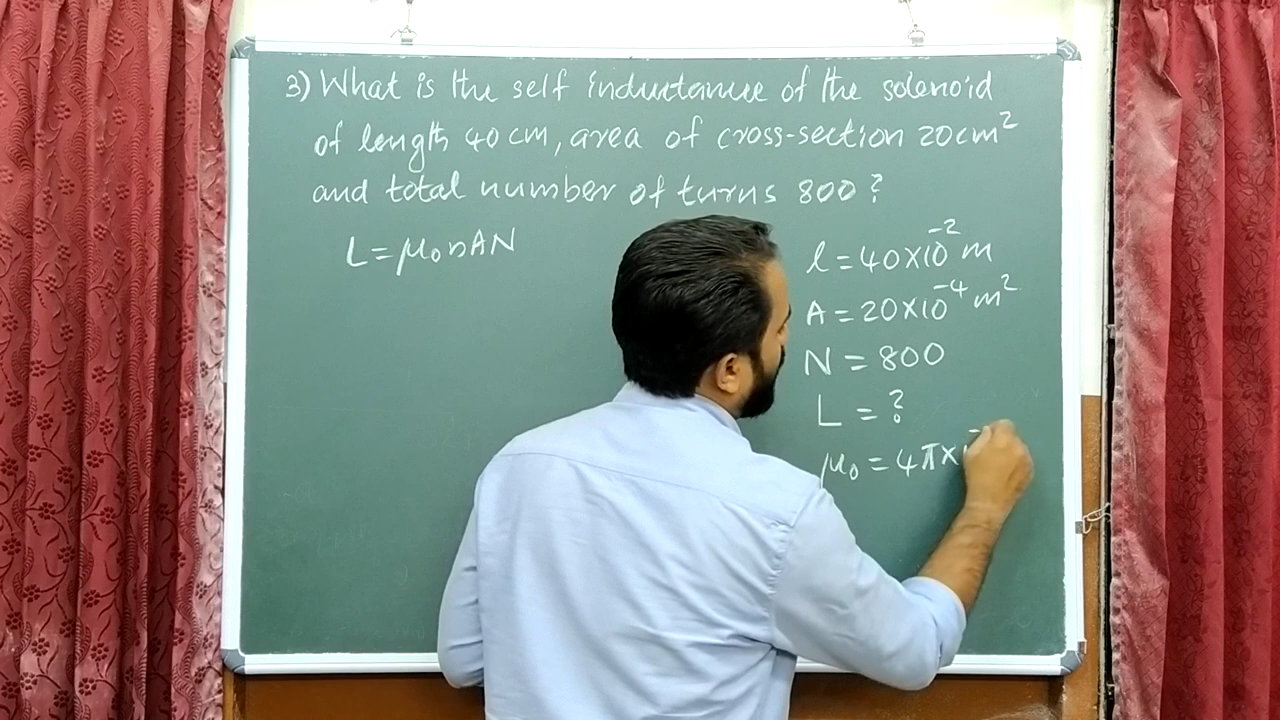 3) What is the self inductance of the solenoid
of length 40 cm, area of cross-section 20cm²
and total number of turns 800 ?
L = μ₀nAN
l = 40×10⁻² m
A = 20×10⁻⁴ m²
N = 800
L = ?
μ₀ = 4π×